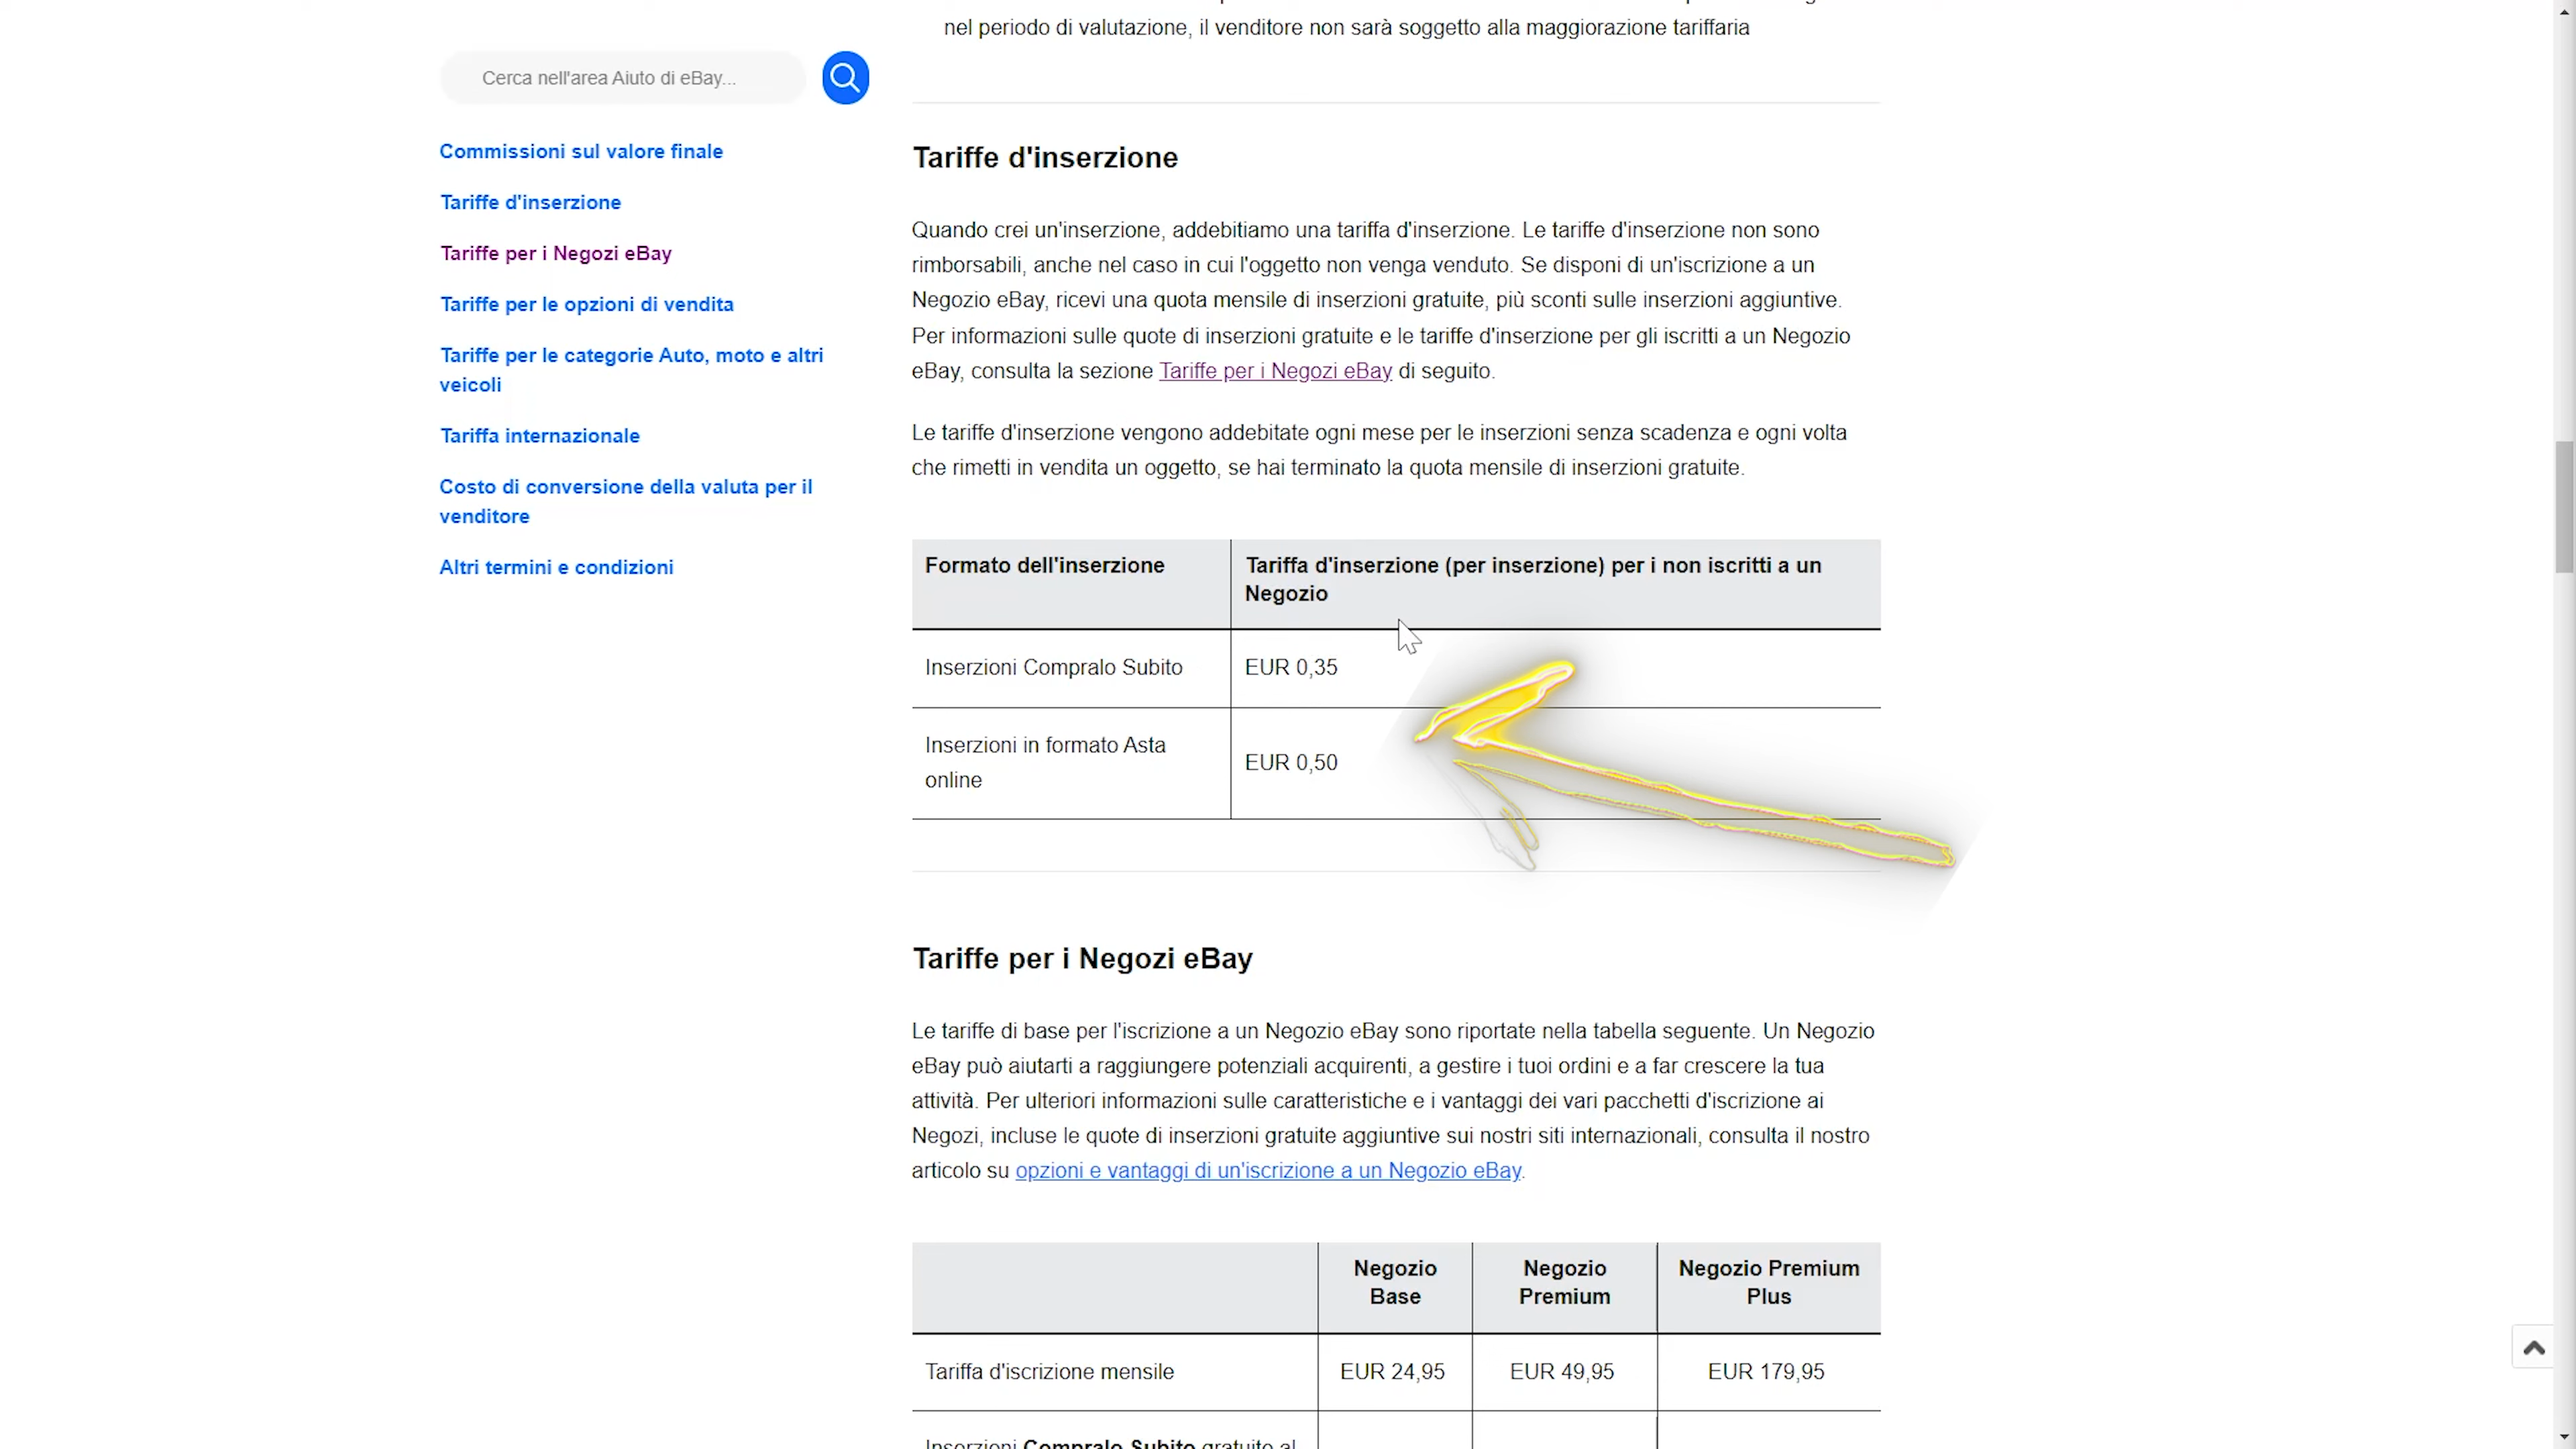 nel periodo di valutazione, il venditore non sarà soggetto alla maggiorazione tariffaria
Cerca nell'area Aiuto di eBay...
Commissioni sul valore finale
Tariffe d'inserzione
Tariffe per i Negozi eBay
Tariffe per le opzioni di vendita
Tariffe per le categorie Auto, moto e altri
veicoli
Tariffa internazionale
Costo di conversione della valuta per il
venditore
Altri termini e condizioni
Tariffe d'inserzione
Quando crei un'inserzione, addebitiamo una tariffa d'inserzione. Le tariffe d'inserzione non sono
rimborsabili, anche nel caso in cui l'oggetto non venga venduto. Se disponi di un'iscrizione a un
Negozio eBay, ricevi una quota mensile di inserzioni gratuite, più sconti sulle inserzioni aggiuntive.
Per informazioni sulle quote di inserzioni gratuite e le tariffe d'inserzione per gli iscritti a un Negozio
eBay, consulta la sezione Tariffe per i Negozi eBay di seguito.
Le tariffe d'inserzione vengono addebitate ogni mese per le inserzioni senza scadenza e ogni volta
che rimetti in vendita un oggetto, se hai terminato la quota mensile di inserzioni gratuite.
Formato dell'inserzione
Tariffa d'inserzione (per inserzione) per i non iscritti a un
Negozio
Inserzioni Compralo Subito
EUR 0,35
Inserzioni in formato Asta
online
EUR 0,50
Tariffe per i Negozi eBay
Le tariffe di base per l'iscrizione a un Negozio eBay sono riportate nella tabella seguente. Un Negozio
eBay può aiutarti a raggiungere potenziali acquirenti, a gestire i tuoi ordini e a far crescere la tua
attività. Per ulteriori informazioni sulle caratteristiche e i vantaggi dei vari pacchetti d'iscrizione ai
Negozi, incluse le quote di inserzioni gratuite aggiuntive sui nostri siti internazionali, consulta il nostro
articolo su opzioni e vantaggi di un'iscrizione a un Negozio eBay.
Negozio
Base
Negozio
Premium
Negozio Premium
Plus
Tariffa d'iscrizione mensile
EUR 24,95
EUR 49,95
EUR 179,95
Inserzioni Compralo Subito gratuite al